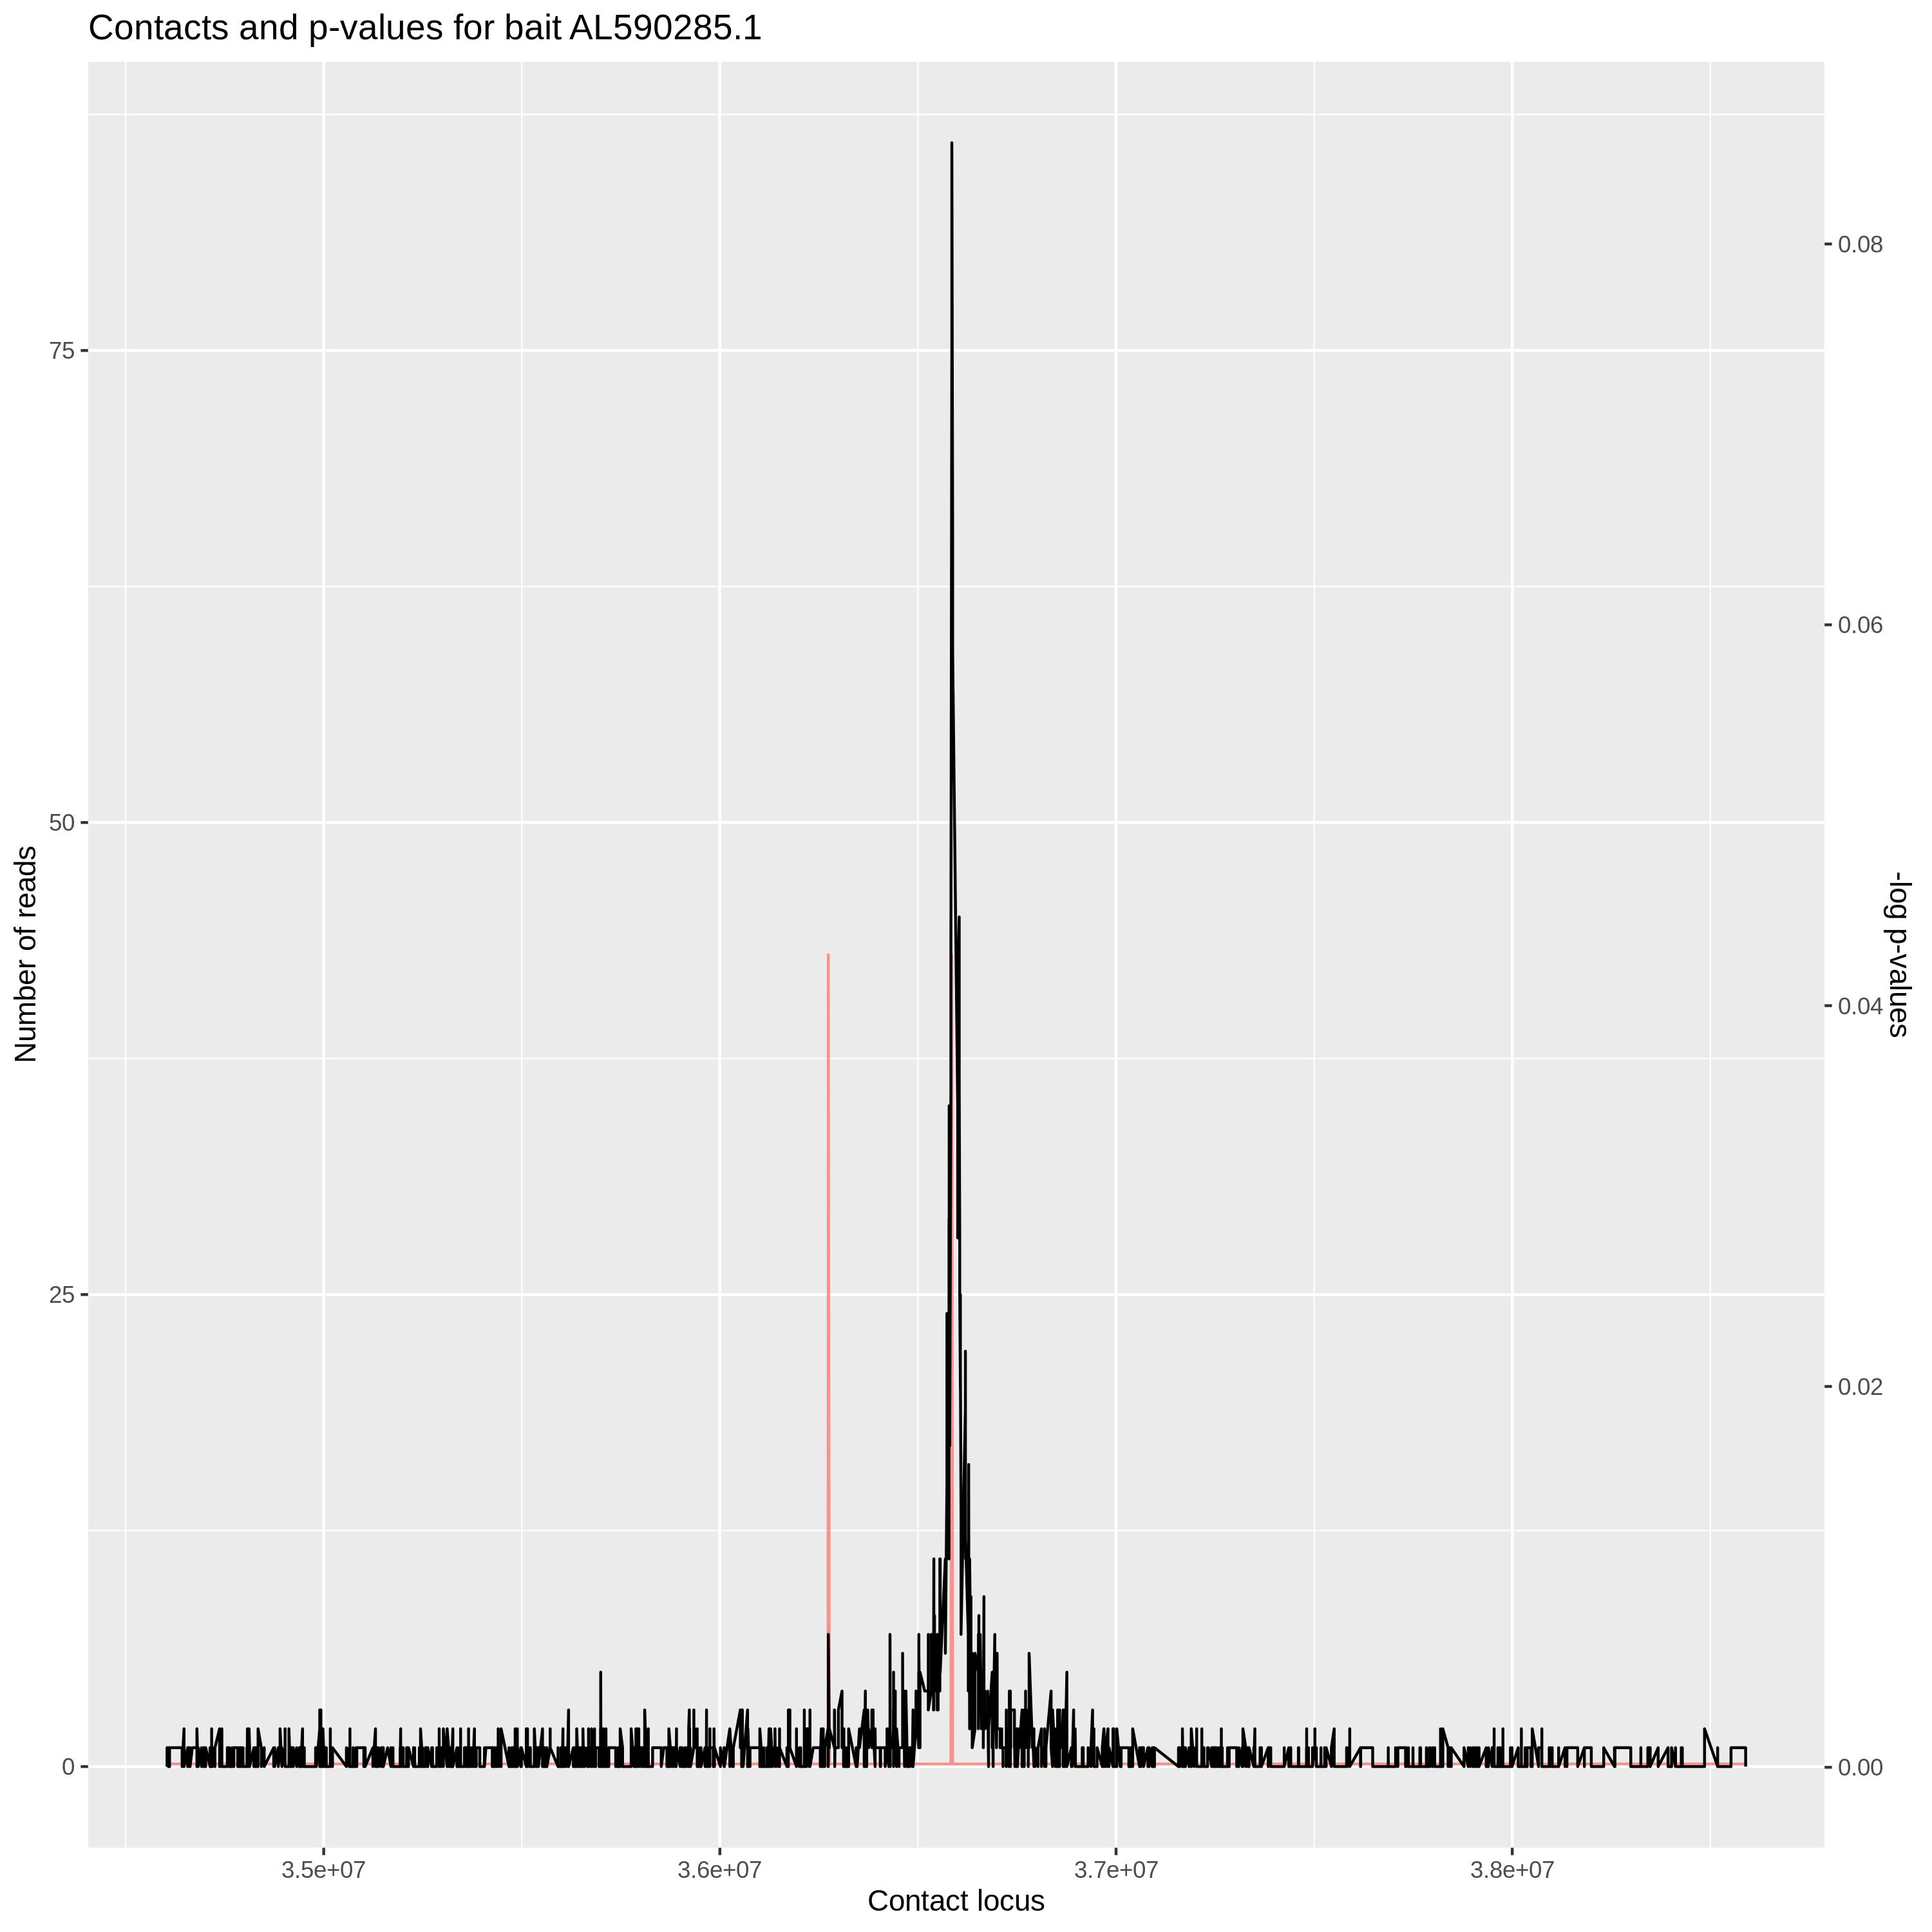 Contacts and p-values for bait AL590285.1
Number of reads
75
50
25
0
0.08
0.06
0.04
0.02
0.00
-log p-values
3.5e+07 3.6e+07 3.7e+07 3.8e+07
Contact locus